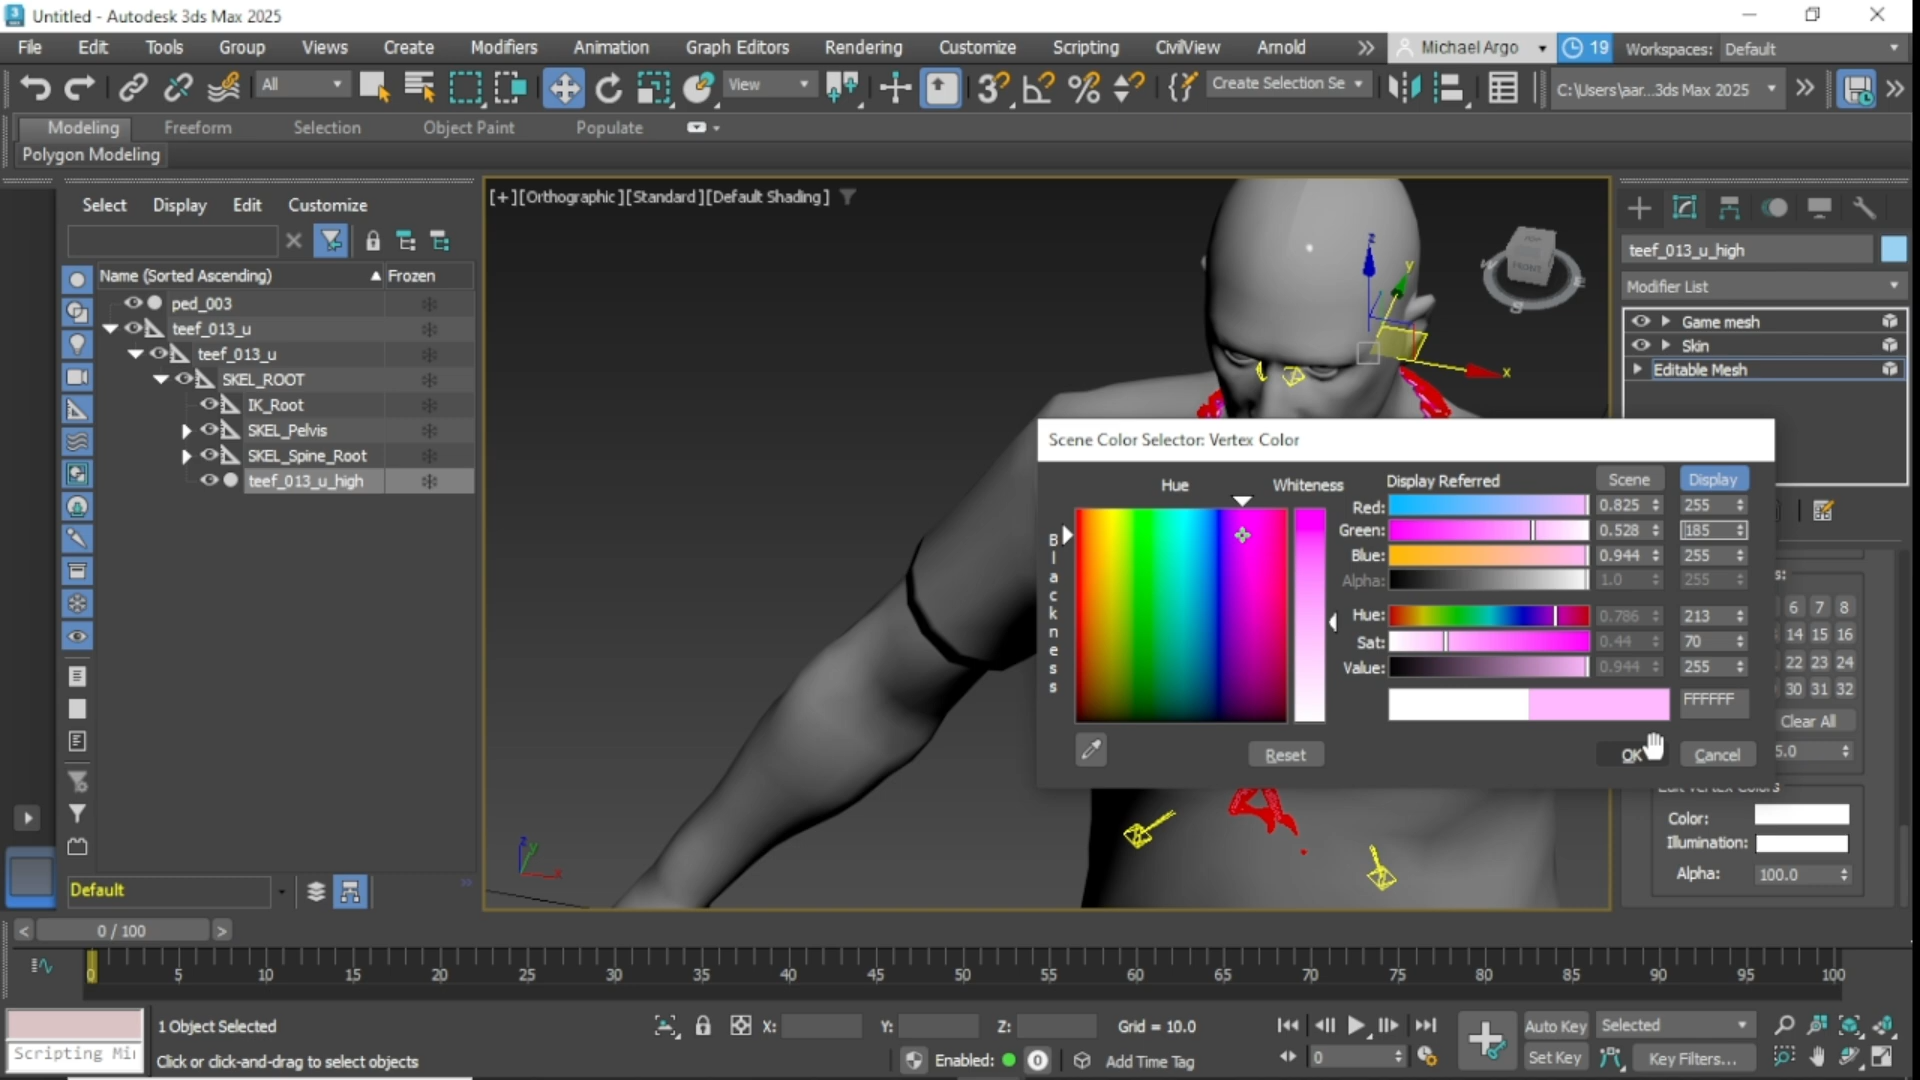 Untitled - Autodesk 3ds Max 2025
File Edit Tools Group Views Create Modifiers Animation Graph Editors Rendering Customize Scripting CivilView Arnold Michael Argo 19 Workspaces: Default
All View Create Selection Se C:\Users\aar...3ds Max 2025
Modeling Freeform Selection Object Paint Populate
Polygon Modeling
Select Display Edit Customize
[+][Orthographic][Standard][Default Shading]
Name (Sorted Ascending) Frozen
ped_003
teef_013_u
teef_013_u
SKEL_ROOT
IK_Root
SKEL_Pelvis
SKEL_Spine_Root
teef_013_u_high
z
y
x
TOP
FRONT
W
E
S
teef_013_u_high
Modifier List
Game mesh
Skin
Editable Mesh
Scene Color Selector: Vertex Color
Hue Whiteness Display Referred Scene Display
Blackness
Red: 0.825 255
Green: 0.528 185
Blue: 0.944 255
Alpha: 1.0 255
Hue: 0.786 213
Sat: 0.44 70
Value: 0.944 255
FFFFFF
Reset OK Cancel
s:
6 7 8
14 15 16
22 23 24
30 31 32
Clear All
5.0
Edit Vertex Colors
Color:
Illumination:
Alpha: 100.0
z
y
x
Default
0 / 100
0 5 10 15 20 25 30 35 40 45 50 55 60 65 70 75 80 85 90 95 100
1 Object Selected X: Y: Z: Grid = 10.0 Auto Key Selected
Scripting Mi
Click or click-and-drag to select objects Enabled: 0 Add Time Tag 0 Set Key Key Filters...